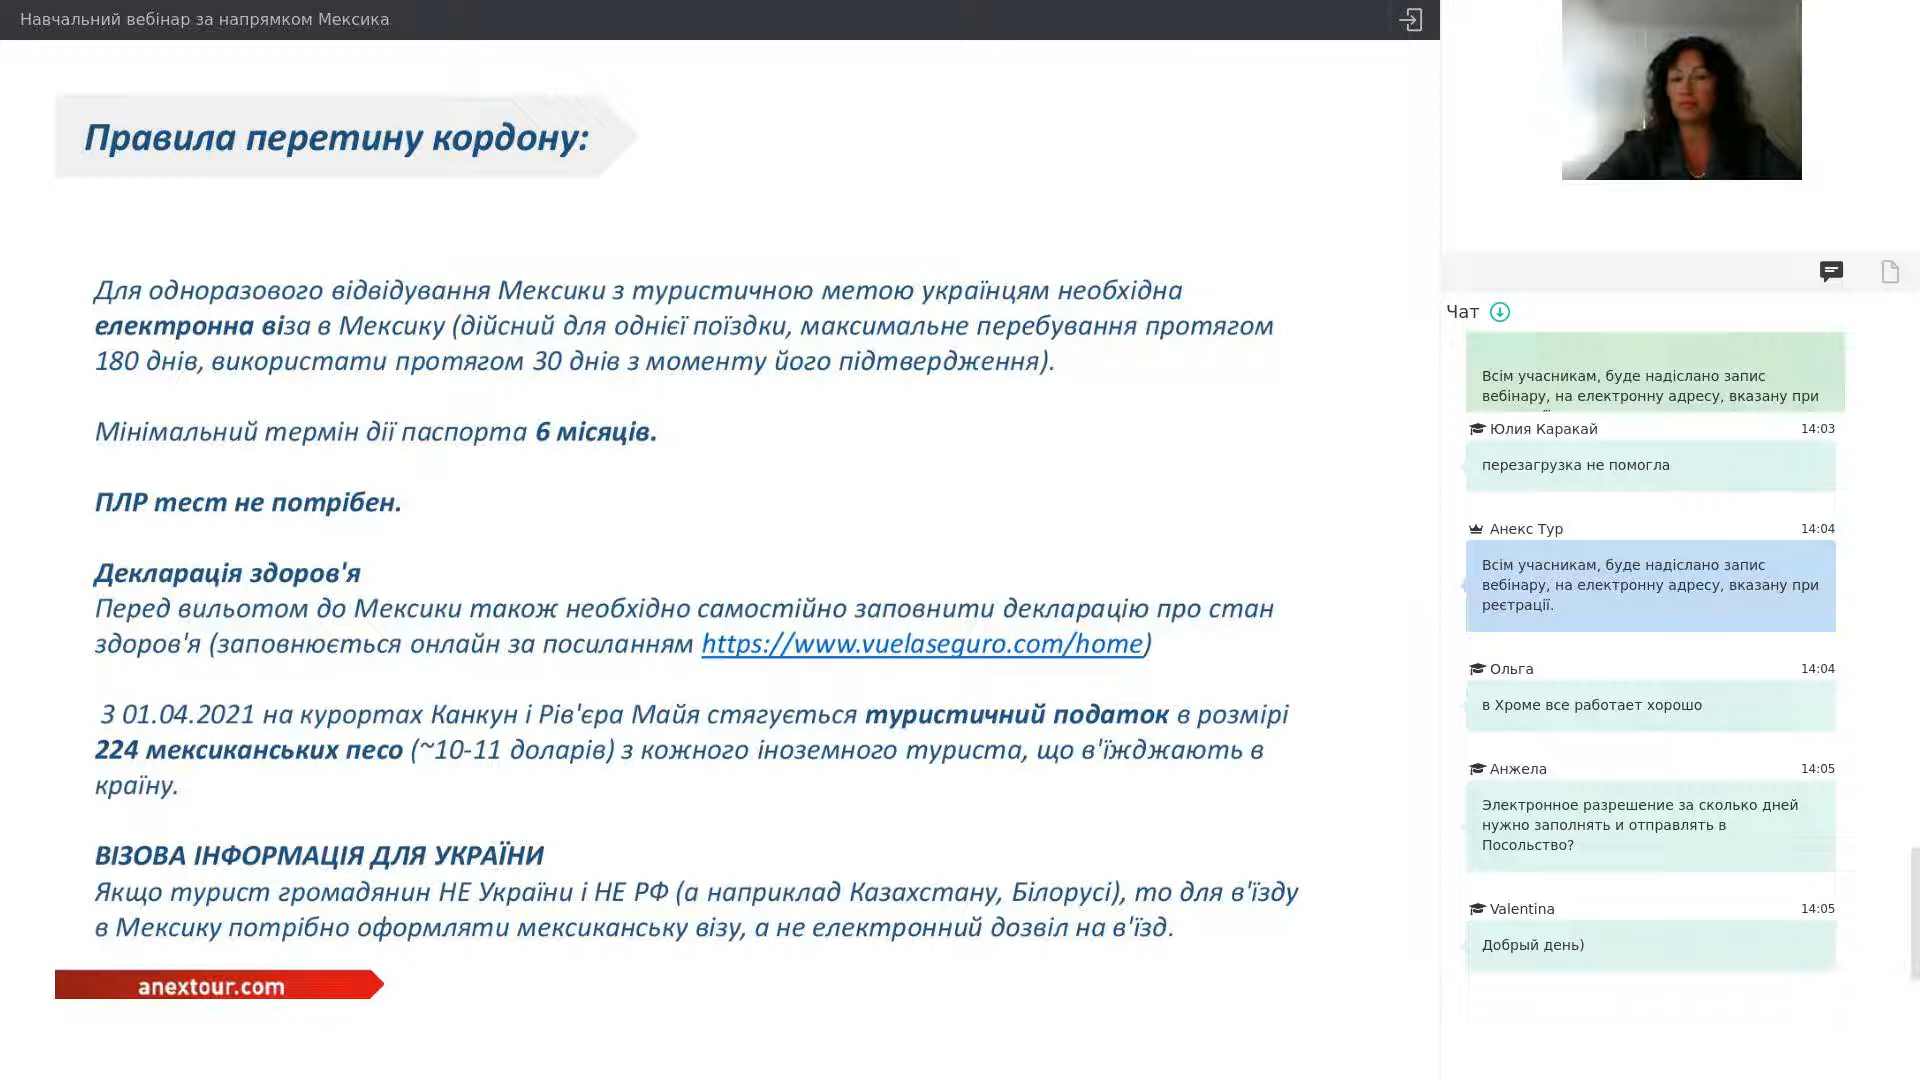 Навчальний вебінар за напрямком Мексика
Правила перетину кордону:
Для одноразового відвідування Мексики з туристичною метою українцям необхідна
електронна віза в Мексику (дійсний для однієї поїздки, максимальне перебування протягом
180 днів, використати протягом 30 днів з моменту його підтвердження).
Мінімальний термін дії паспорта 6 місяців.
ПЛР тест не потрібен.
Декларація здоров'я
Перед вильотом до Мексики також необхідно самостійно заповнити декларацію про стан
здоров'я (заповнюється онлайн за посиланням https://www.vuelaseguro.com/home)
З 01.04.2021 на курортах Канкун і Рів'єра Майя стягується туристичний податок в розмірі
224 мексиканських песо (~10-11 доларів) з кожного іноземного туриста, що в'їжджають в
країну.
ВІЗОВА ІНФОРМАЦІЯ ДЛЯ УКРАЇНИ
Якщо турист громадянин НЕ України і НЕ РФ (а наприклад Казахстану, Білорусі), то для в'їзду
в Мексику потрібно оформляти мексиканську візу, а не електронний дозвіл на в'їзд.
anextour.com
Чат
Всім учасникам, буде надіслано запис
вебінару, на електронну адресу, вказану при
Юлия Каракай 14:03
перезагрузка не помогла
Анекс Тур 14:04
Всім учасникам, буде надіслано запис
вебінару, на електронну адресу, вказану при
реєтрації.
Ольга 14:04
в Хроме все работает хорошо
Анжела 14:05
Электронное разрешение за сколько дней
нужно заполнять и отправлять в
Посольство?
Valentina 14:05
Добрый день)